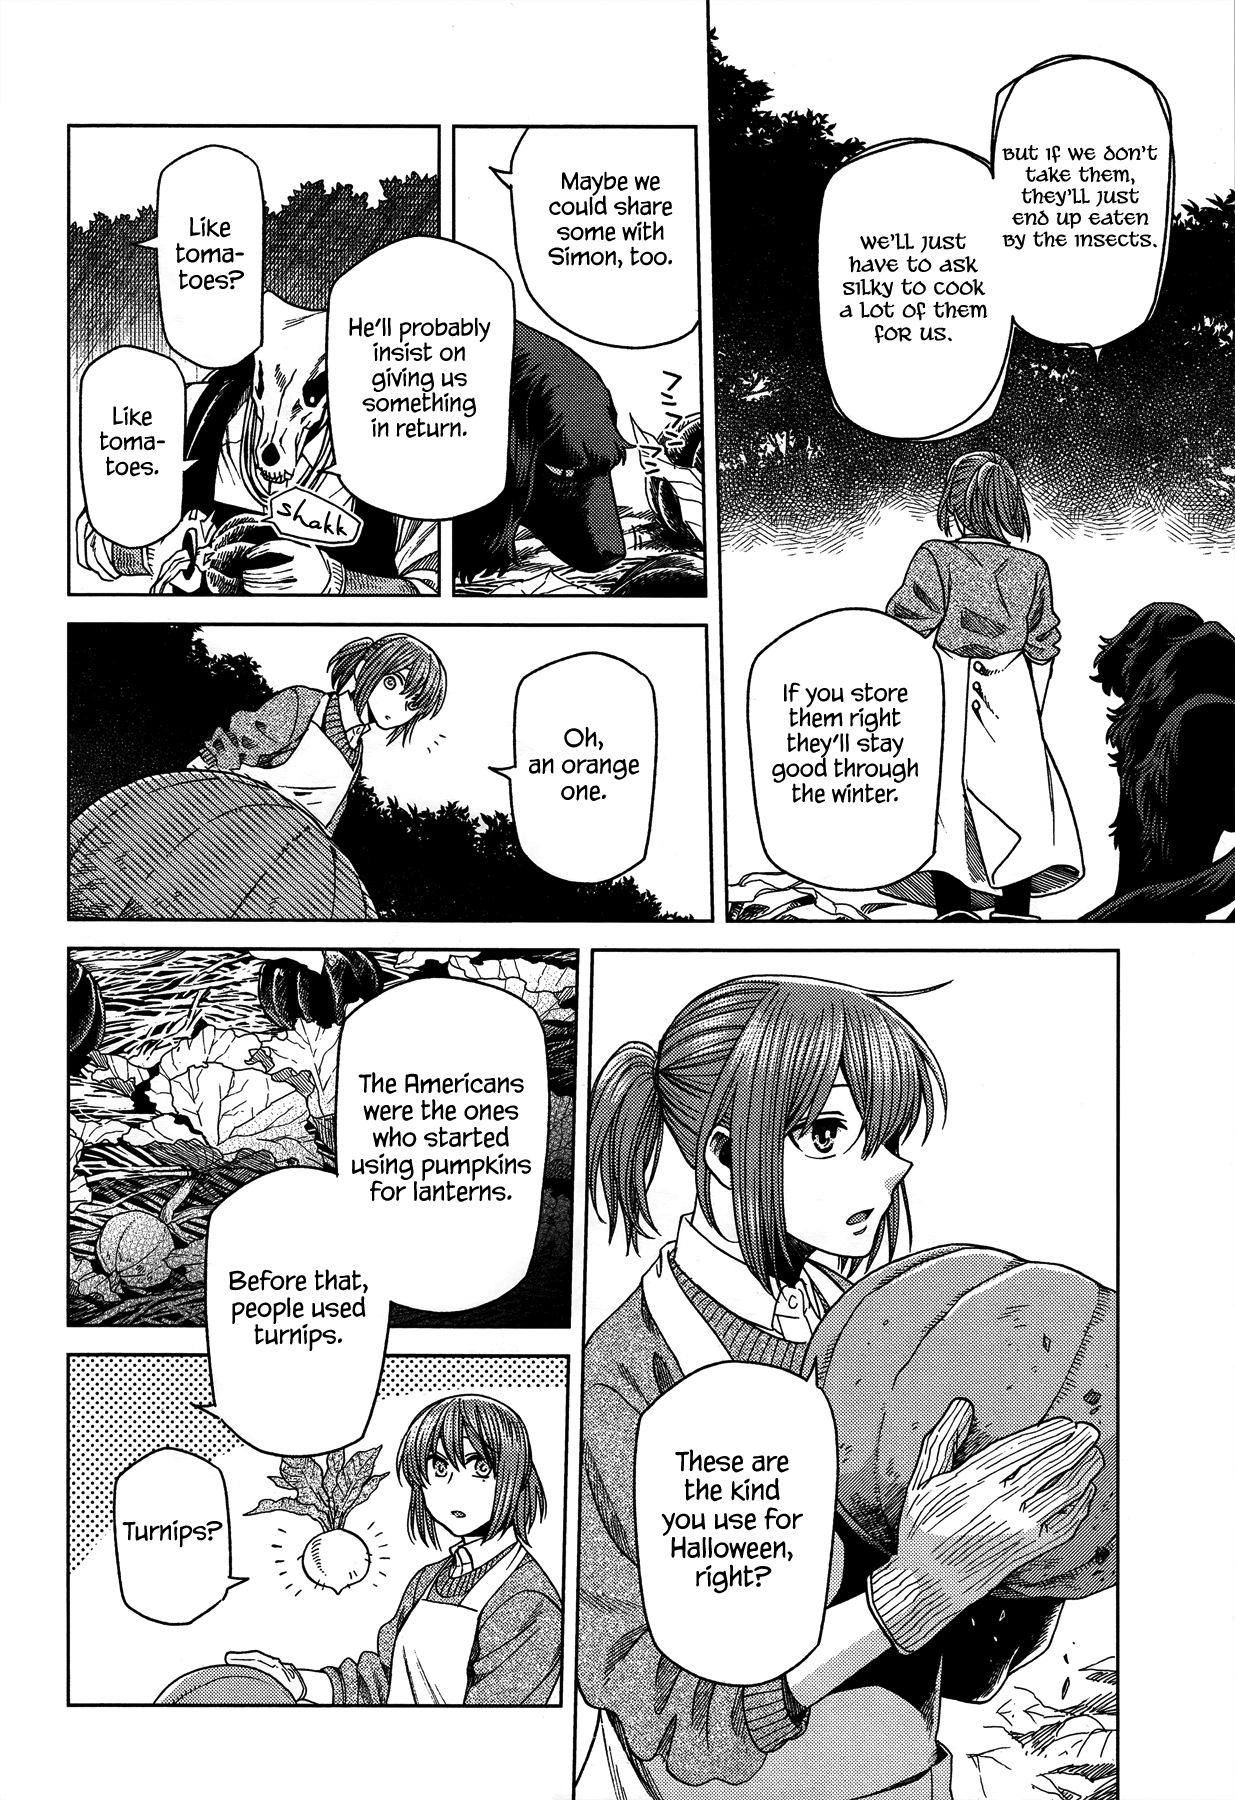 BUT IF WE DON'T
TAKE THEM,
THEY'LL JUST
END UP EATEN
BY THE INSECTS.
WE'LL JUST
HAVE TO ASK
SILKY TO COOK
A LOT OF THEM
FOR US.
If you store
them right
they'll stay
good through
the winter.
Maybe we
could share
some with
Simon, too.
He'll probably
insist on
giving us
something
in return.
Like
toma-
toes?
Like
toma-
toes.
shakk
Oh,
an orange
one.
These are
the kind
you use for
Halloween,
right?
The Americans
were the ones
who started
using pumpkins
for lanterns.
Before that,
people used
turnips.
Turnips?